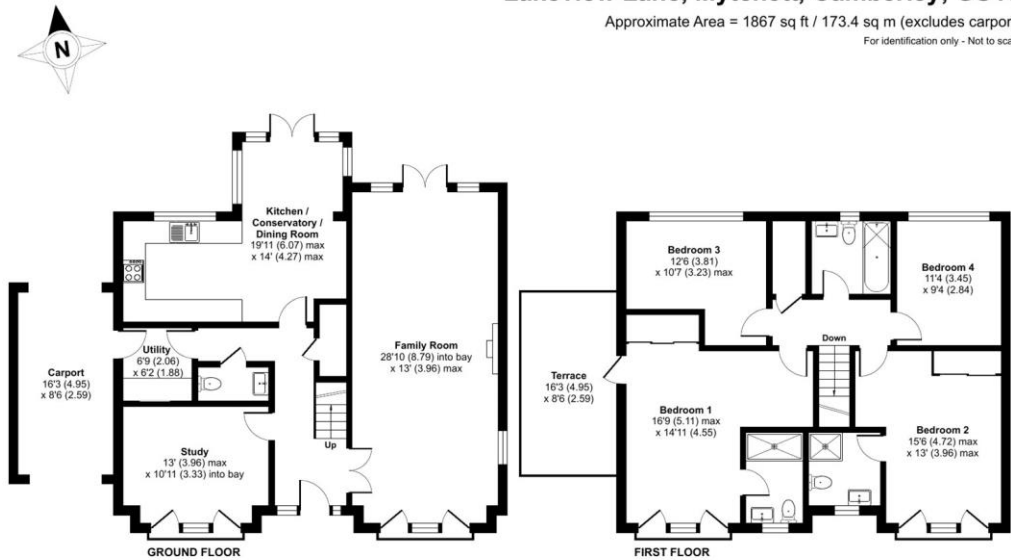 Approximate Area = 1867 sq ft / 173.4 sq m (excludes carpor
For identification only - Not to sca
N
Kitchen /
Conservatory /
Dining Room
19'11 (6.07) max
x 14' (4.27) max
Utility
6'9 (2.06)
x 6'2 (1.88)
Carport
16'3 (4.95)
x 8'6 (2.59)
Family Room
28'10 (8.79) into bay
x 13' (3.96) max
Study
13' (3.96) max
x 10'11 (3.33) into bay
Up
GROUND FLOOR
Bedroom 3
12'6 (3.81)
x 10'7 (3.23) max
Bedroom 4
11'4 (3.45)
x 9'4 (2.84)
Down
Terrace
16'3 (4.95)
x 8'6 (2.59)
Bedroom 1
16'9 (5.11) max
x 14'11 (4.55)
Bedroom 2
15'6 (4.72) max
x 13' (3.96) max
FIRST FLOOR